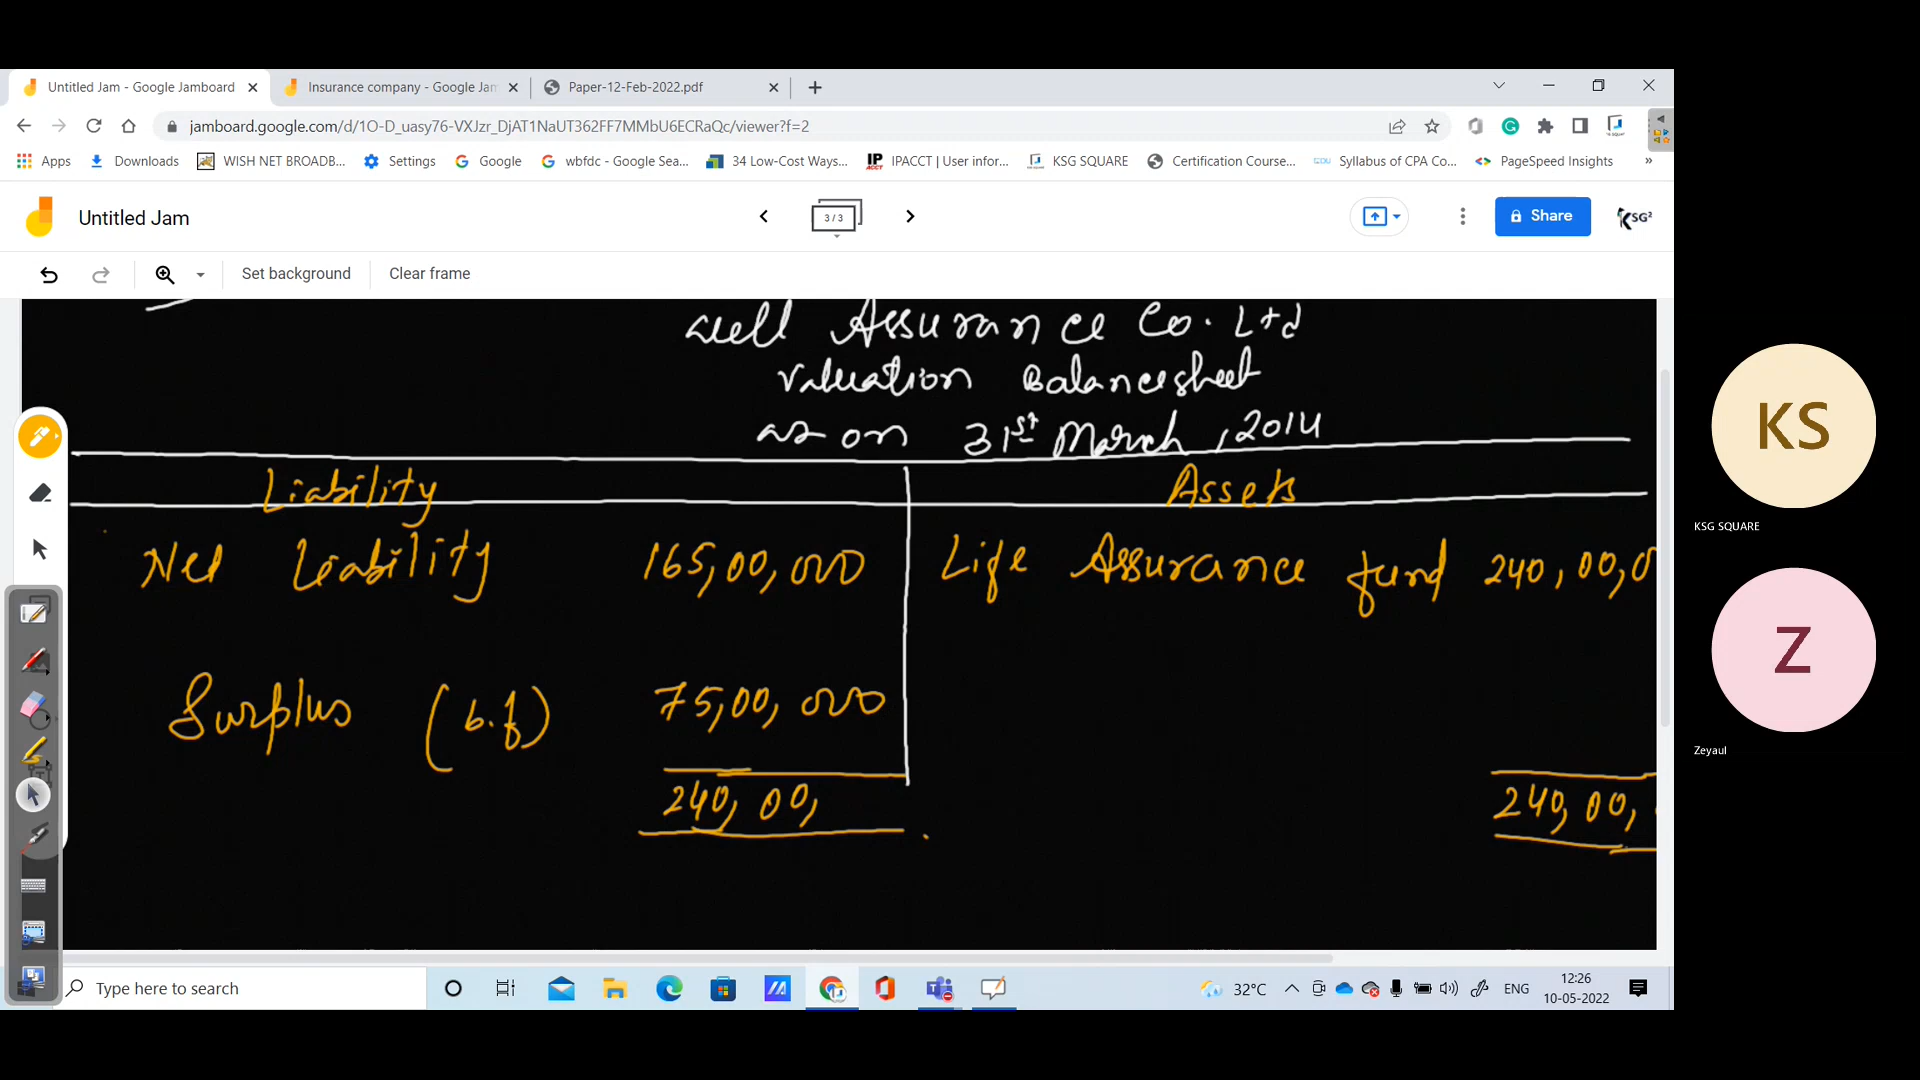 Untitled Jam - Google Jamboard
Insurance company - Google Jam
Paper-12-Feb-2022.pdf
jamboard.google.com/d/1O-D_uasy76-VXJzr_DjAT1NaUT362FF7MMbU6ECRaQc/viewer?f=2
Apps Downloads WISH NET BROADB... Settings Google wbfdc - Google Sea... 34 Low-Cost Ways... IPACCT | User infor... KSG SQUARE Certification Course... Syllabus of CPA Co... PageSpeed Insights »
Untitled Jam
3 / 3
Share
KSG²
Set background Clear frame
Well Assurance Co. Ltd
Valuation Balancesheet
as on 31st March, 2014
Liability Assets
Net Liability 165,00,000 Life Assurance fund 240,00,0
Surplus (b.f) 75,00,000
240,00, 240,00,
KS
KSG SQUARE
Z
Zeyaul
Type here to search
32°C
ENG
12:26
10-05-2022